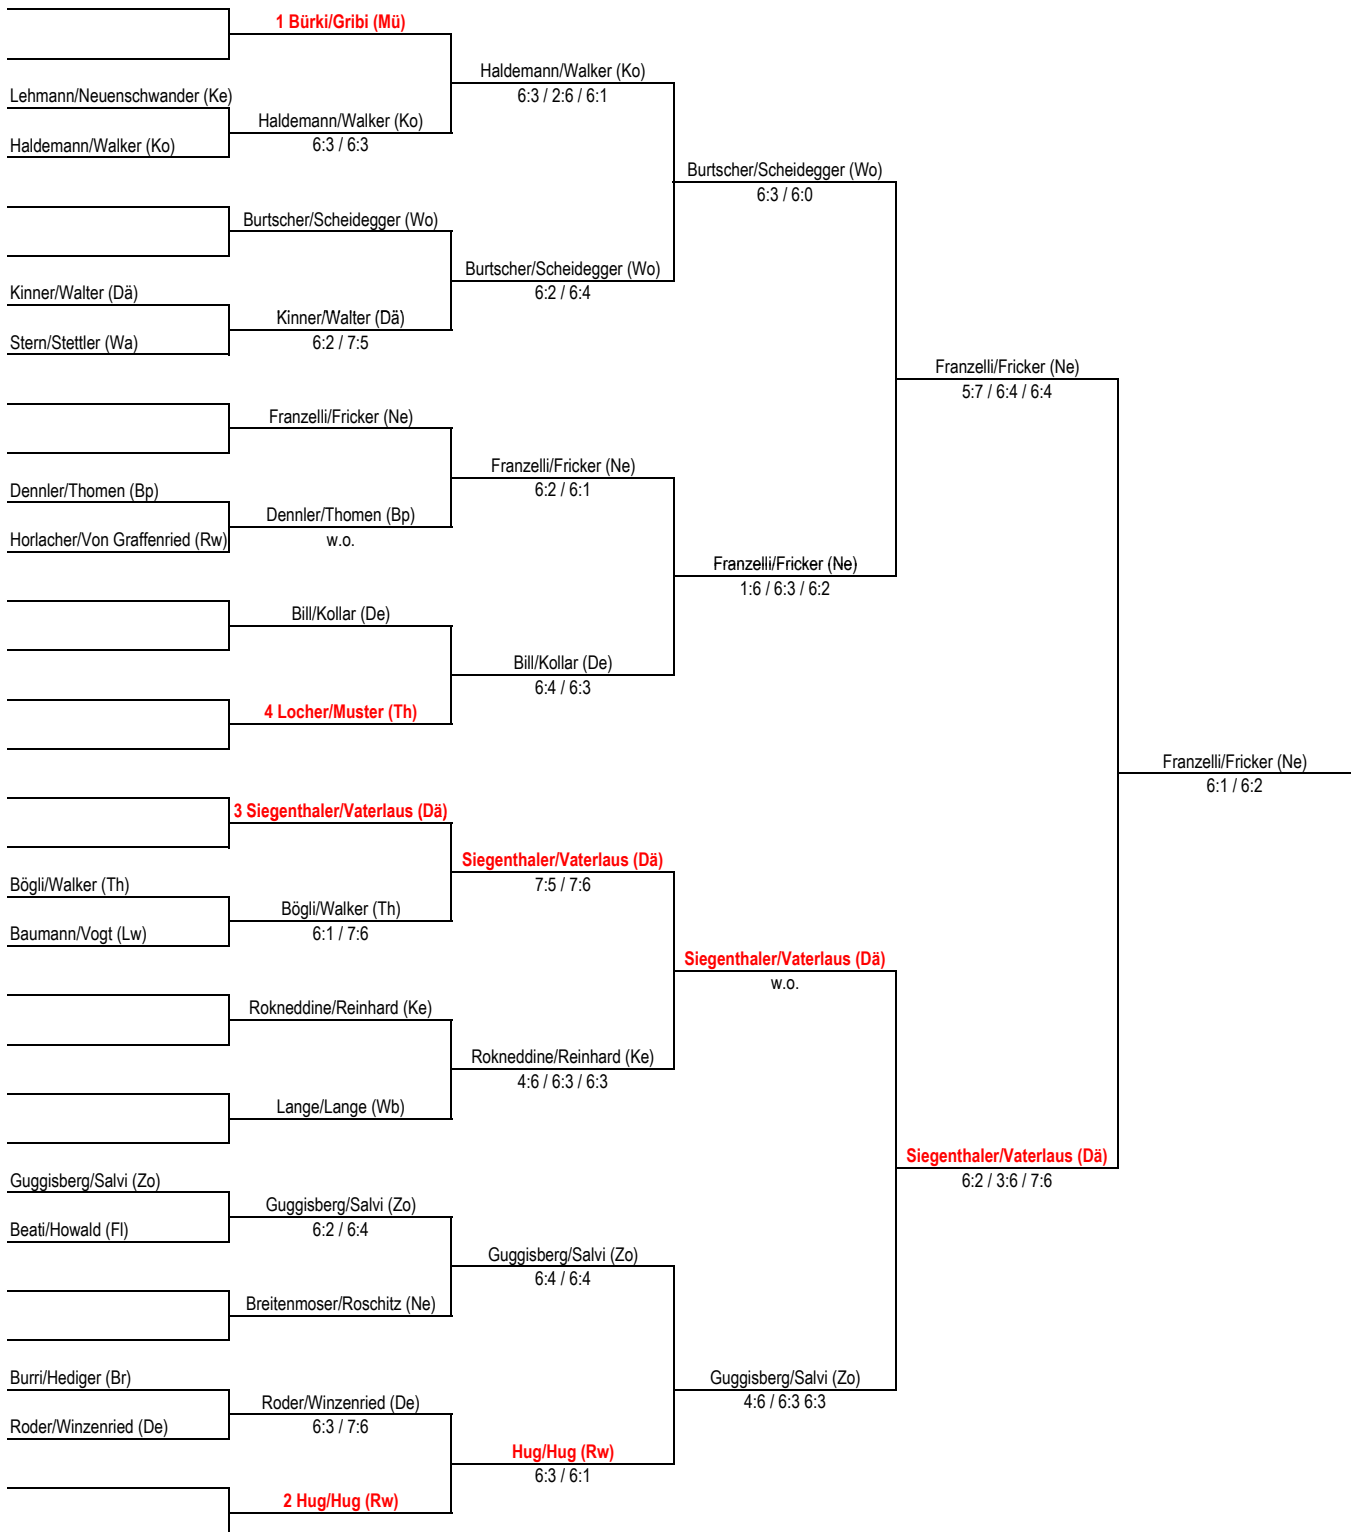 1 Bürki/Gribi (Mü)
Haldemann/Walker (Ko)
6:3 / 2:6 / 6:1
Lehmann/Neuenschwander (Ke)
Haldemann/Walker (Ko)
6:3 / 6:3
Haldemann/Walker (Ko)
Burtscher/Scheidegger (Wo)
6:3 / 6:0
Burtscher/Scheidegger (Wo)
Burtscher/Scheidegger (Wo)
6:2 / 6:4
Kinner/Walter (Dä)
Kinner/Walter (Dä)
6:2 / 7:5
Stern/Stettler (Wa)
Franzelli/Fricker (Ne)
5:7 / 6:4 / 6:4
Franzelli/Fricker (Ne)
Franzelli/Fricker (Ne)
6:2 / 6:1
Dennler/Thomen (Bp)
Dennler/Thomen (Bp)
w.o.
Horlacher/Von Graffenried (Rw)
Franzelli/Fricker (Ne)
1:6 / 6:3 / 6:2
Bill/Kollar (De)
Bill/Kollar (De)
6:4 / 6:3
4 Locher/Muster (Th)
Franzelli/Fricker (Ne)
6:1 / 6:2
3 Siegenthaler/Vaterlaus (Dä)
Siegenthaler/Vaterlaus (Dä)
7:5 / 7:6
Bögli/Walker (Th)
Bögli/Walker (Th)
6:1 / 7:6
Baumann/Vogt (Lw)
Siegenthaler/Vaterlaus (Dä)
w.o.
Rokneddine/Reinhard (Ke)
Rokneddine/Reinhard (Ke)
4:6 / 6:3 / 6:3
Lange/Lange (Wb)
Siegenthaler/Vaterlaus (Dä)
6:2 / 3:6 / 7:6
Guggisberg/Salvi (Zo)
Guggisberg/Salvi (Zo)
6:2 / 6:4
Beati/Howald (Fl)
Guggisberg/Salvi (Zo)
6:4 / 6:4
Breitenmoser/Roschitz (Ne)
Burri/Hediger (Br)
Guggisberg/Salvi (Zo)
4:6 / 6:3 6:3
Roder/Winzenried (De)
6:3 / 7:6
Roder/Winzenried (De)
Hug/Hug (Rw)
6:3 / 6:1
2 Hug/Hug (Rw)